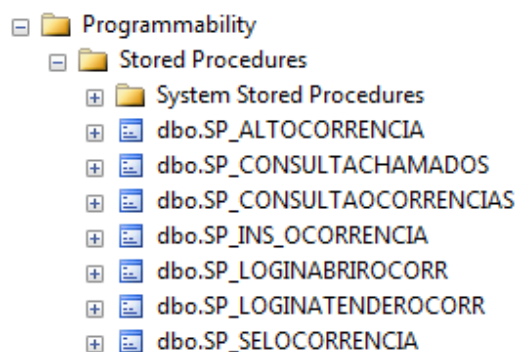 Programmability
Stored Procedures
System Stored Procedures
dbo.SP_ALTOCORRENCIA
dbo.SP_CONSULTACHAMADOS
dbo.SP_CONSULTAOCORRENCIAS
dbo.SP_INS_OCORRENCIA
dbo.SP_LOGINABRIROCORR
dbo.SP_LOGINATENDEROCORR
dbo.SP_SELOCORRENCIA